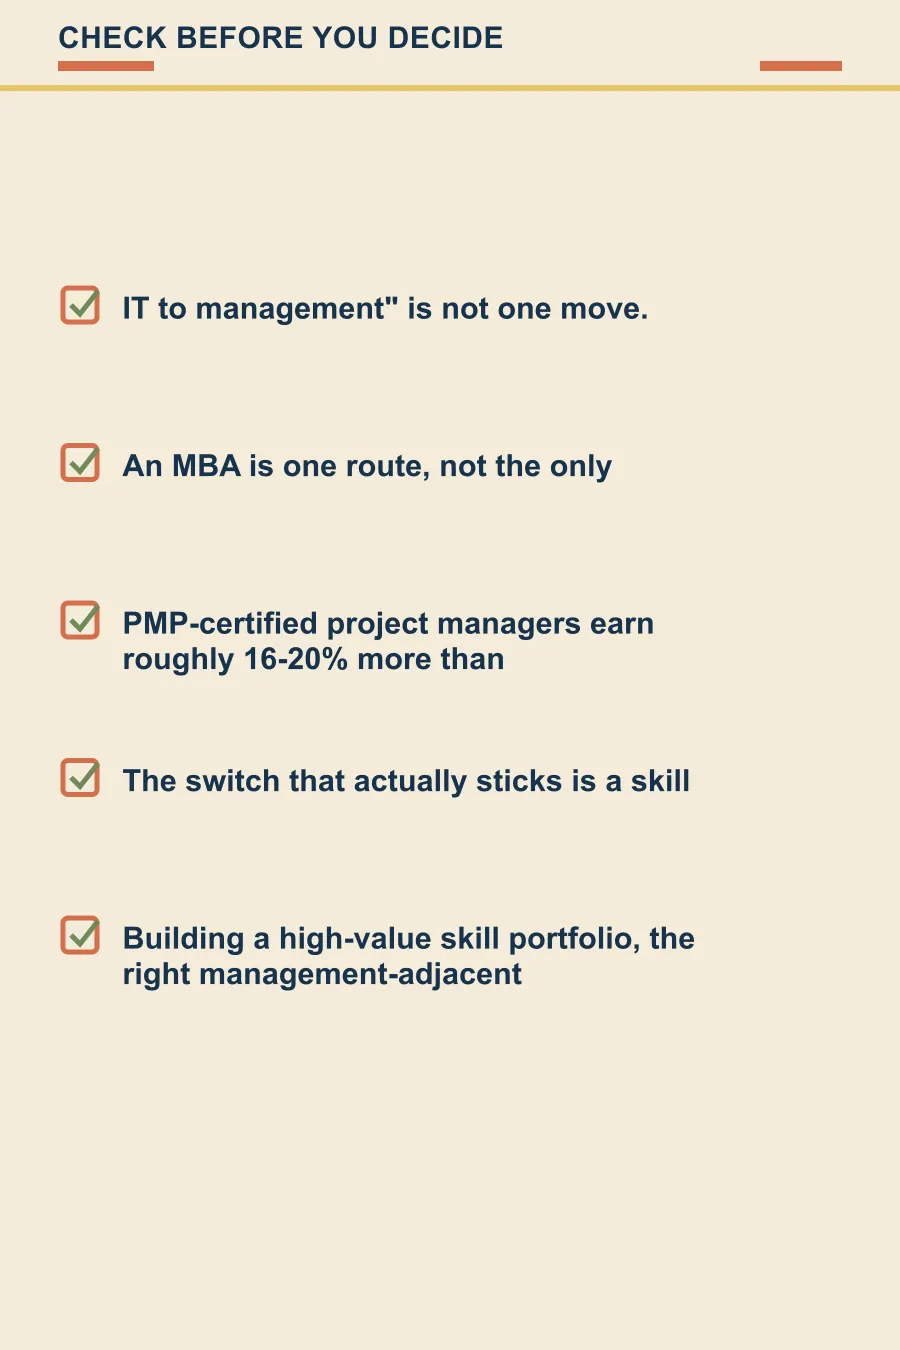 CHECK BEFORE YOU DECIDE
IT to management" is not one move.
An MBA is one route, not the only
PMP-certified project managers earn
roughly 16-20% more than
The switch that actually sticks is a skill
Building a high-value skill portfolio, the
right management-adjacent